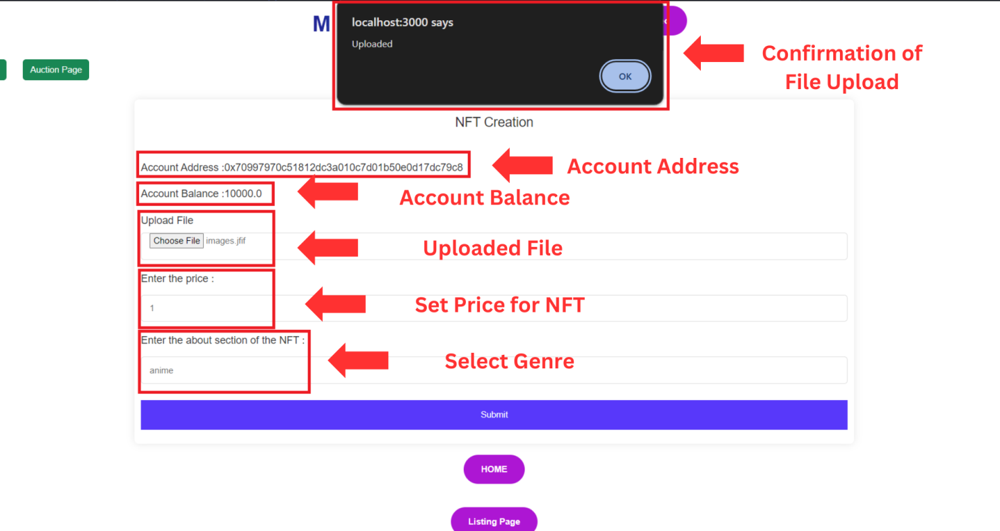 M
localhost:3000 says
Uploaded
OK
Confirmation of
File Upload
Auction Page
NFT Creation
Account Address :0x70997970c51812dc3a010c7d01b50e0d17dc79c8
Account Address
Account Balance :10000.0
Account Balance
Upload File
Choose File images.jfif
Uploaded File
Enter the price :
1
Set Price for NFT
Enter the about section of the NFT :
anime
Select Genre
Submit
HOME
Listing Page